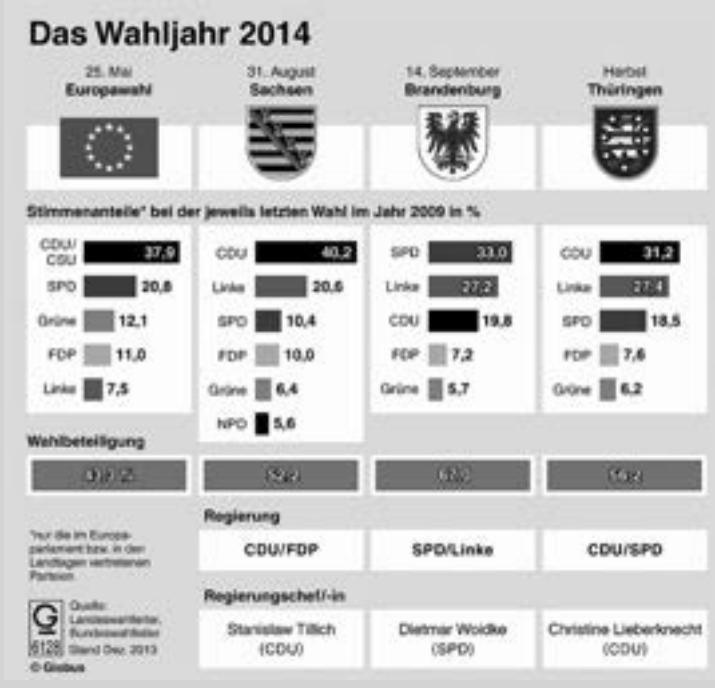 Das Wahljahr 2014
25. Mai
Europawahl
31. August
Sachsen
14. September
Brandenburg
Herbst
Thüringen
Stimmenanteile* bei der jeweils letzten Wahl im Jahr 2009 in %
CDU/
CSU 37,9
SPD 20,8
Grüne 12,1
FDP 11,0
Linke 7,5
CDU 40,2
Linke 20,6
SPD 10,4
FDP 10,0
Grüne 6,4
NPD 5,6
SPD 33,0
Linke 27,2
CDU 19,8
FDP 7,2
Grüne 5,7
CDU 31,2
Linke 27,4
SPD 18,5
FDP 7,6
Grüne 6,2
Wahlbeteiligung
Regierung
CDU/FDP
SPD/Linke
CDU/SPD
Regierungschef/-in
Stanislaw Tillich
(CDU)
Dietmar Woidke
(SPD)
Christine Lieberknecht
(CDU)
*nur die im Europa-
parlament bzw. in den
Landtagen vertretenen
Parteien
G
6128
Quelle:
Landeswahlleiter,
Bundeswahlleiter
Stand Dez. 2013
© Globus